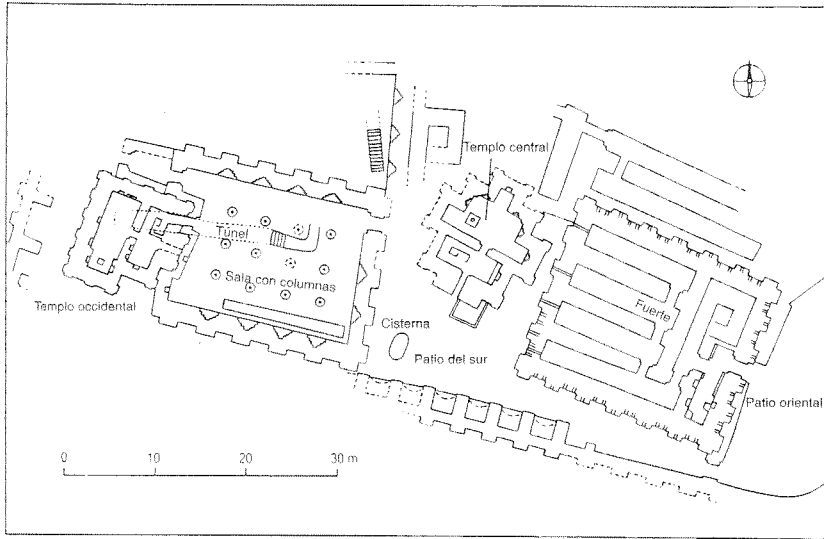 Templo central
Túnel
Sala con columnas
Fuerte
Templo occidental
Cisterna
Patio del sur
Patio oriental
0 10 20 30 m